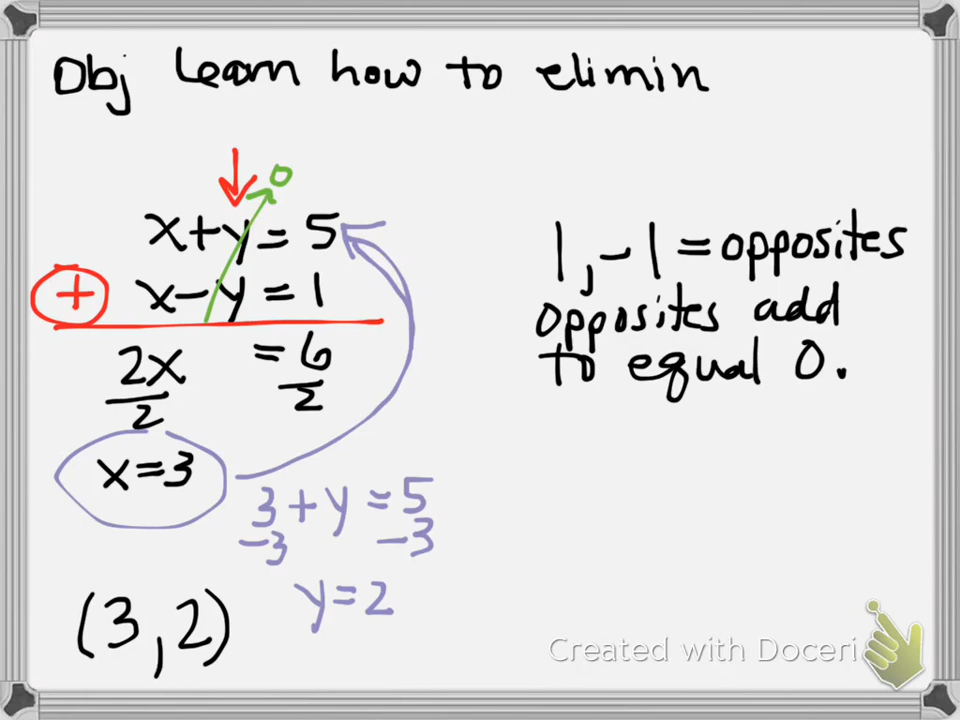 Obj learn how to elimin
0
x+y=5
+ x-y=1
2x =6
2 2
x=3
3+y=5
-3 -3
y=2
(3,2)
1,-1=opposites
opposites add
to equal 0.
Created with Doceri